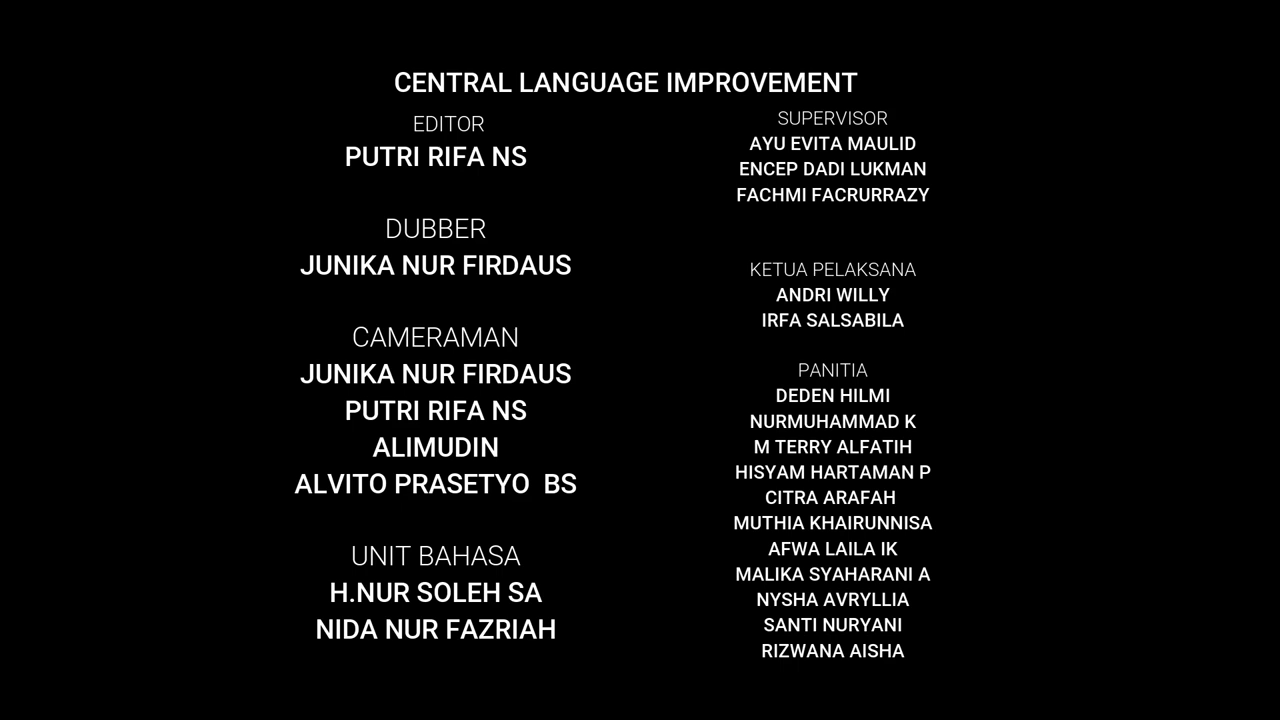 CENTRAL LANGUAGE IMPROVEMENT
EDITOR
PUTRI RIFA NS
DUBBER
JUNIKA NUR FIRDAUS
CAMERAMAN
JUNIKA NUR FIRDAUS
PUTRI RIFA NS
ALIMUDIN
ALVITO PRASETYO  BS
UNIT BAHASA
H.NUR SOLEH SA
NIDA NUR FAZRIAH
SUPERVISOR
AYU EVITA MAULID
ENCEP DADI LUKMAN
FACHMI FACRURRAZY
KETUA PELAKSANA
ANDRI WILLY
IRFA SALSABILA
PANITIA
DEDEN HILMI
NURMUHAMMAD K
M TERRY ALFATIH
HISYAM HARTAMAN P
CITRA ARAFAH
MUTHIA KHAIRUNNISA
AFWA LAILA IK
MALIKA SYAHARANI A
NYSHA AVRYLLIA
SANTI NURYANI
RIZWANA AISHA